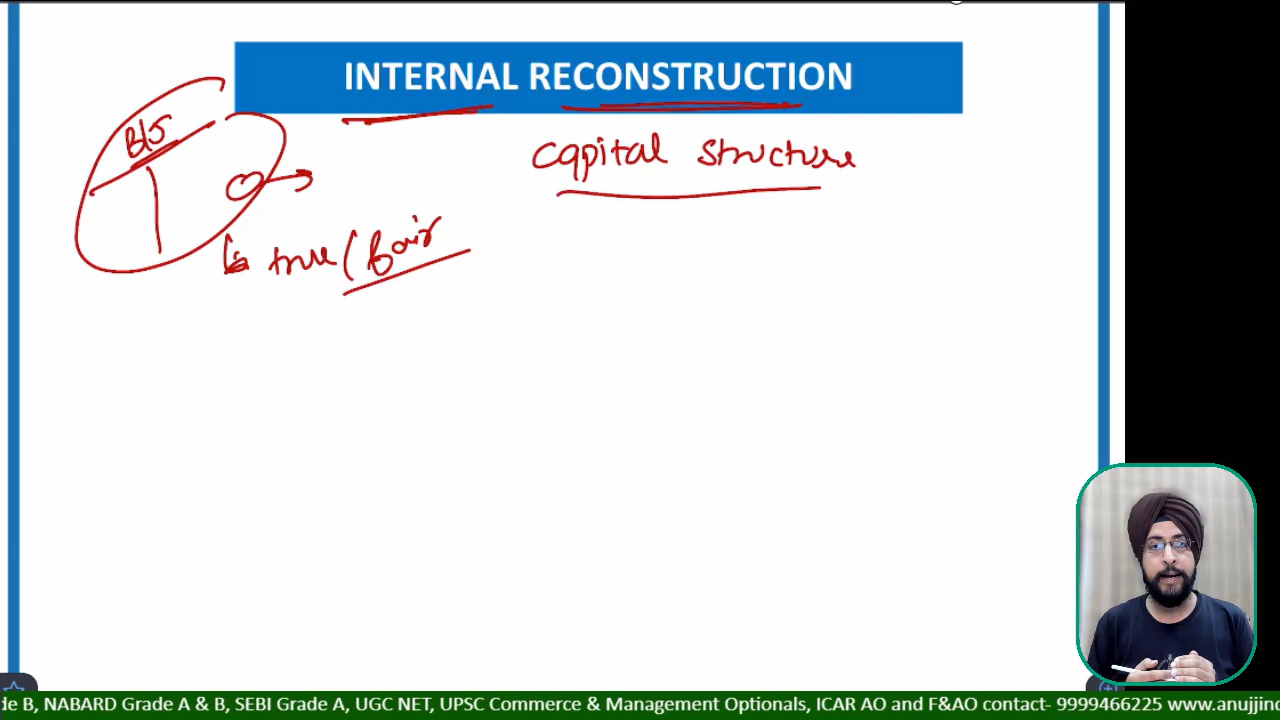 INTERNAL RECONSTRUCTION
B/S
capital structure
true (fair
de B, NABARD Grade A & B, SEBI Grade A, UGC NET, UPSC Commerce & Management Optionals, ICAR AO and F&AO contact- 9999466225 www.anujjind